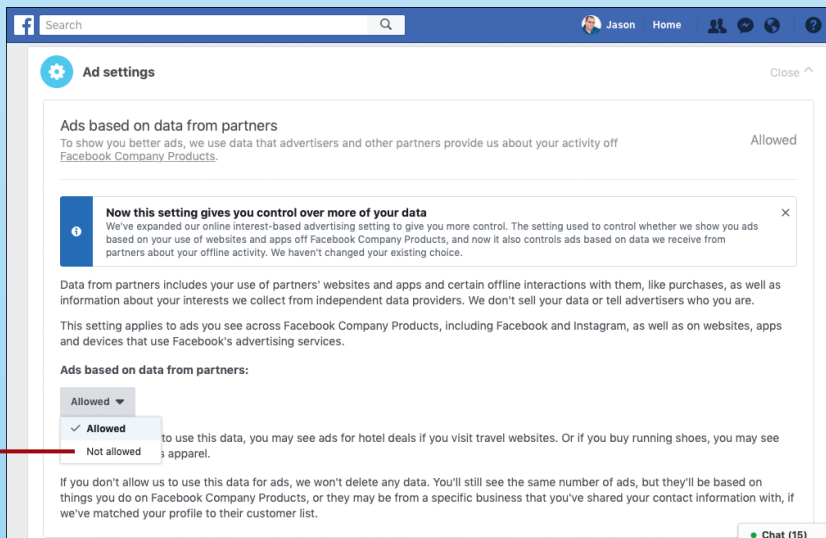 f Search Jason Home
Ad settings Close
Ads based on data from partners
To show you better ads, we use data that advertisers and other partners provide us about your activity off
Facebook Company Products.
Allowed
Now this setting gives you control over more of your data
We've expanded our online interest-based advertising setting to give you more control. The setting used to control whether we show you ads
based on your use of websites and apps off Facebook Company Products, and now it also controls ads based on data we receive from
partners about your offline activity. We haven't changed your existing choice.
Data from partners includes your use of partners' websites and apps and certain offline interactions with them, like purchases, as well as
information about your interests we collect from independent data providers. We don't sell your data or tell advertisers who you are.
This setting applies to ads you see across Facebook Company Products, including Facebook and Instagram, as well as on websites, apps
and devices that use Facebook's advertising services.
Ads based on data from partners:
Allowed
Allowed
to use this data, you may see ads for hotel deals if you visit travel websites. Or if you buy running shoes, you may see
Not allowed
s apparel.
If you don't allow us to use this data for ads, we won't delete any data. You'll still see the same number of ads, but they'll be based on
things you do on Facebook Company Products, or they may be from a specific business that you've shared your contact information with, if
we've matched your profile to their customer list.
Chat (15)